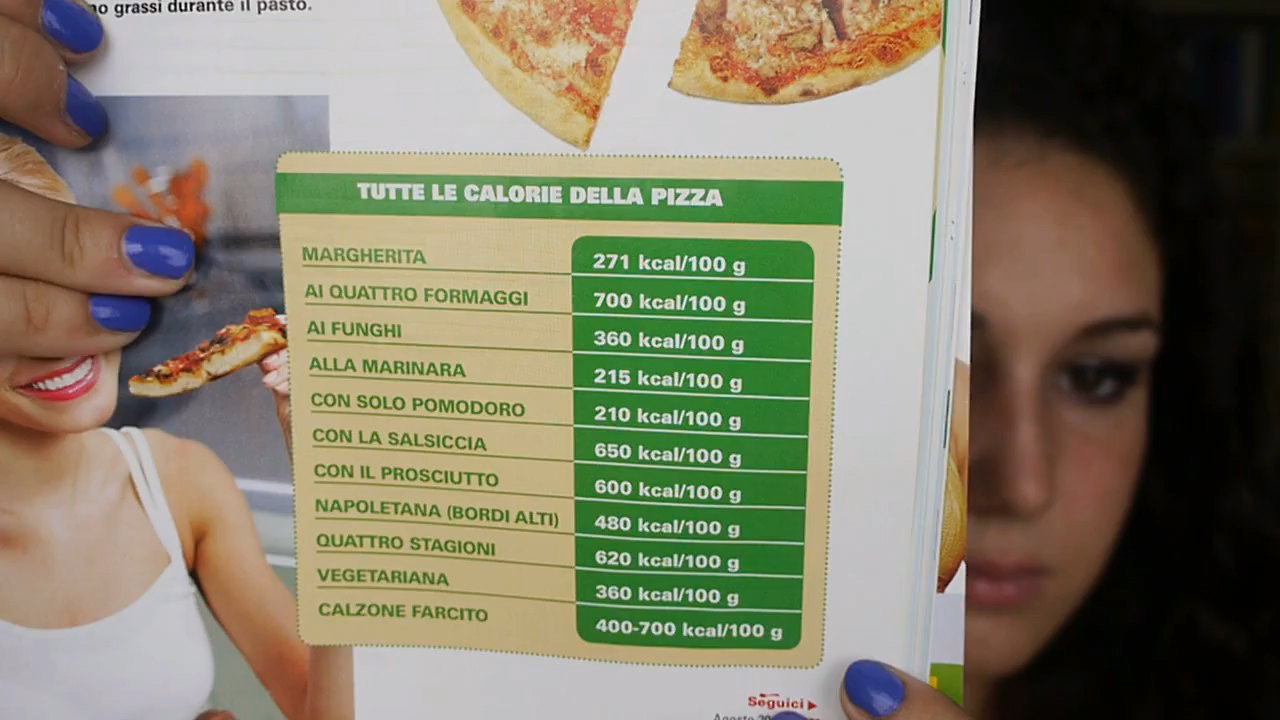 no grassi durante il pasto.
TUTTE LE CALORIE DELLA PIZZA
MARGHERITA 271 kcal/100 g
AI QUATTRO FORMAGGI 700 kcal/100 g
AI FUNGHI 360 kcal/100 g
ALLA MARINARA 215 kcal/100 g
CON SOLO POMODORO 210 kcal/100 g
CON LA SALSICCIA 650 kcal/100 g
CON IL PROSCIUTTO 600 kcal/100 g
NAPOLETANA (BORDI ALTI) 480 kcal/100 g
QUATTRO STAGIONI 620 kcal/100 g
VEGETARIANA 360 kcal/100 g
CALZONE FARCITO 400-700 kcal/100 g
Seguici
Agosto